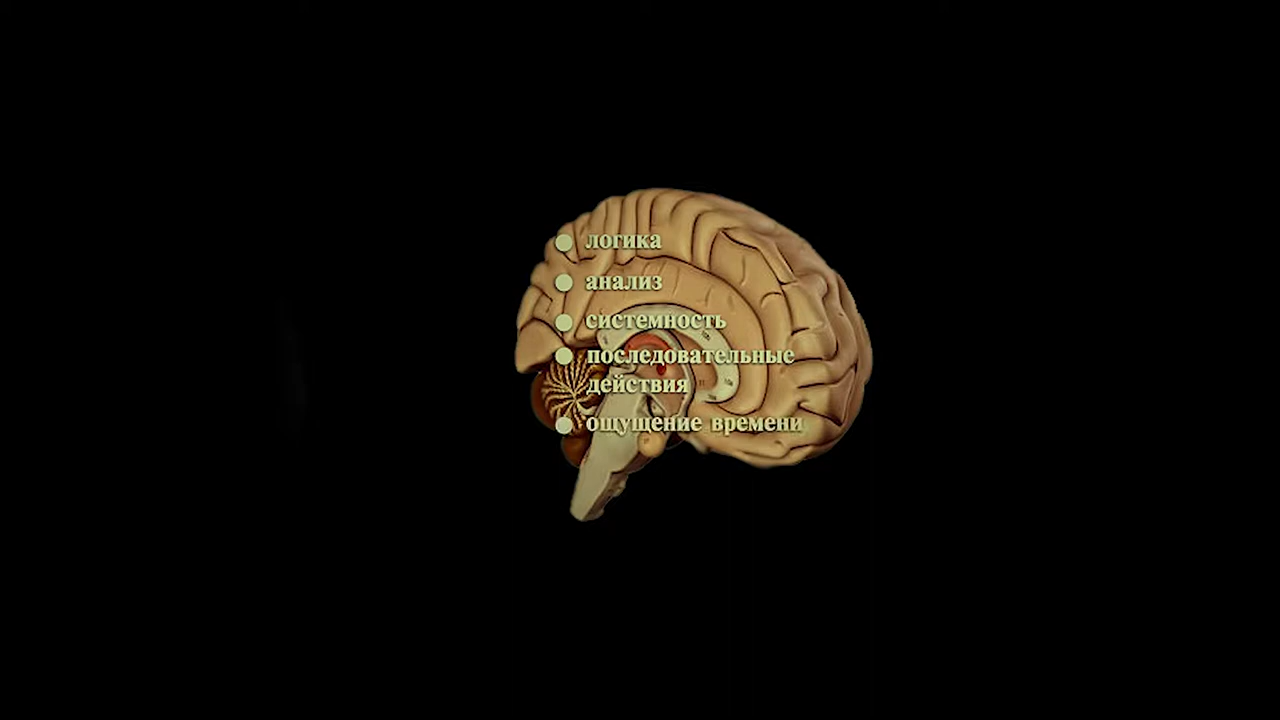 логика
анализ
системность
последовательные
действия
ощущение времени